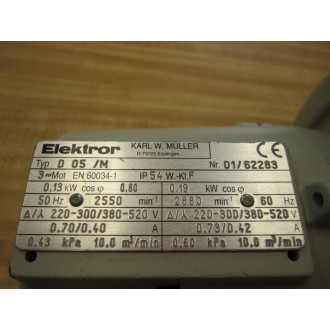 Elektror KARL W. MÜLLER CE
D-73728 Esslingen
Typ D 05 /M Nr. D1/62283
3~Mot EN 60034-1 IP 54 W.-Kl.F
0.13 kW cos φ 0.80 0.19 kW cos φ
50 Hz 2550 min-1 2880 min-1 60 Hz
Δ/⅄ 220-300/380-520 V Δ/⅄ 220-300/380-520 V
0.70/0.40 A 0.73/0.42 A
0.43 kPa 10.0 m³/min 0.60 kPa 10.0 m³/min